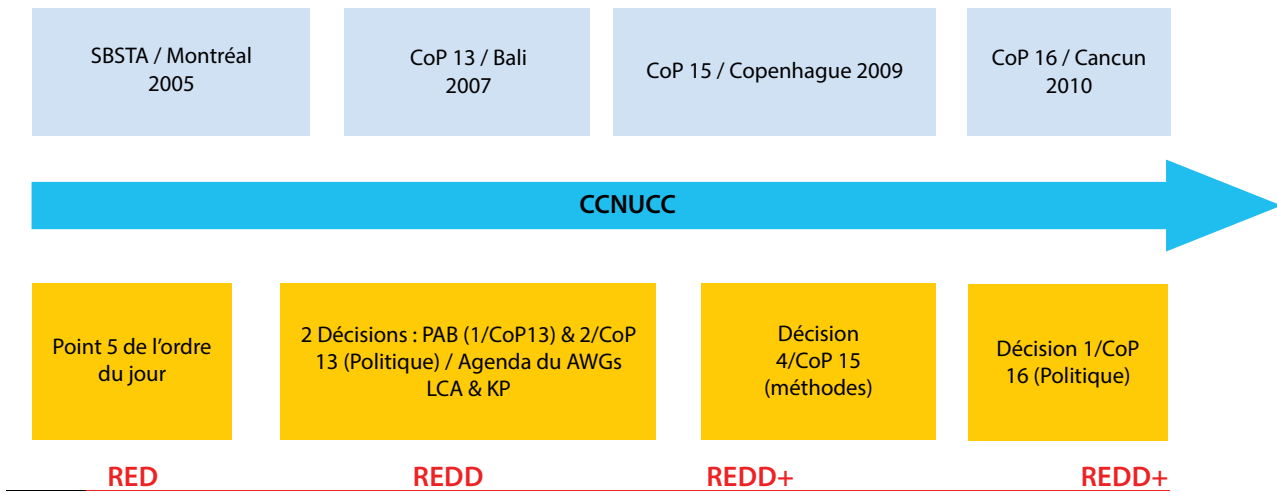 SBSTA / Montréal
2005
CoP 13 / Bali
2007
CoP 15 / Copenhague 2009
CoP 16 / Cancun
2010
CCNUCC
Point 5 de l’ordre
du jour
2 Décisions : PAB (1/CoP13) & 2/CoP
13 (Politique) / Agenda du AWGs
LCA & KP
Décision
4/CoP 15
(méthodes)
Décision 1/CoP
16 (Politique)
RED
REDD
REDD+
REDD+